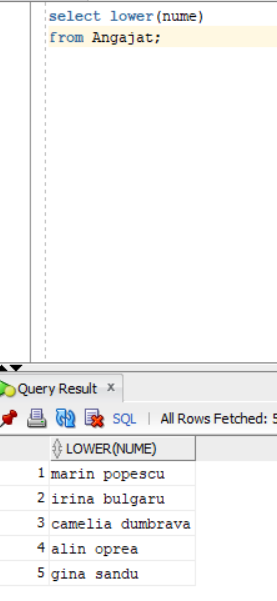 select lower(nume)
from Angajat;
Query Result x
SQL | All Rows Fetched: 5
LOWER(NUME)
1 marin popescu
2 irina bulgaru
3 camelia dumbrava
4 alin oprea
5 gina sandu